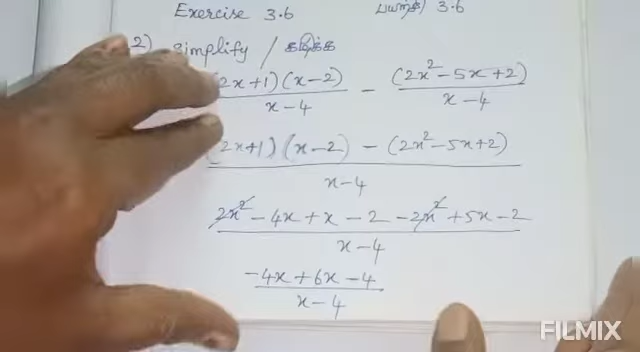 Exercise 3.6 பயிற்சி 3.6
2) Simplify /
(2x+1)(x-2)/x-4 - (2x²-5x+2)/x-4
(2x+1)(x-2) - (2x²-5x+2)/x-4
2x² - 4x + x - 2 - 2x² + 5x - 2/x-4
-4x + 6x - 4/x-4
FILMIX